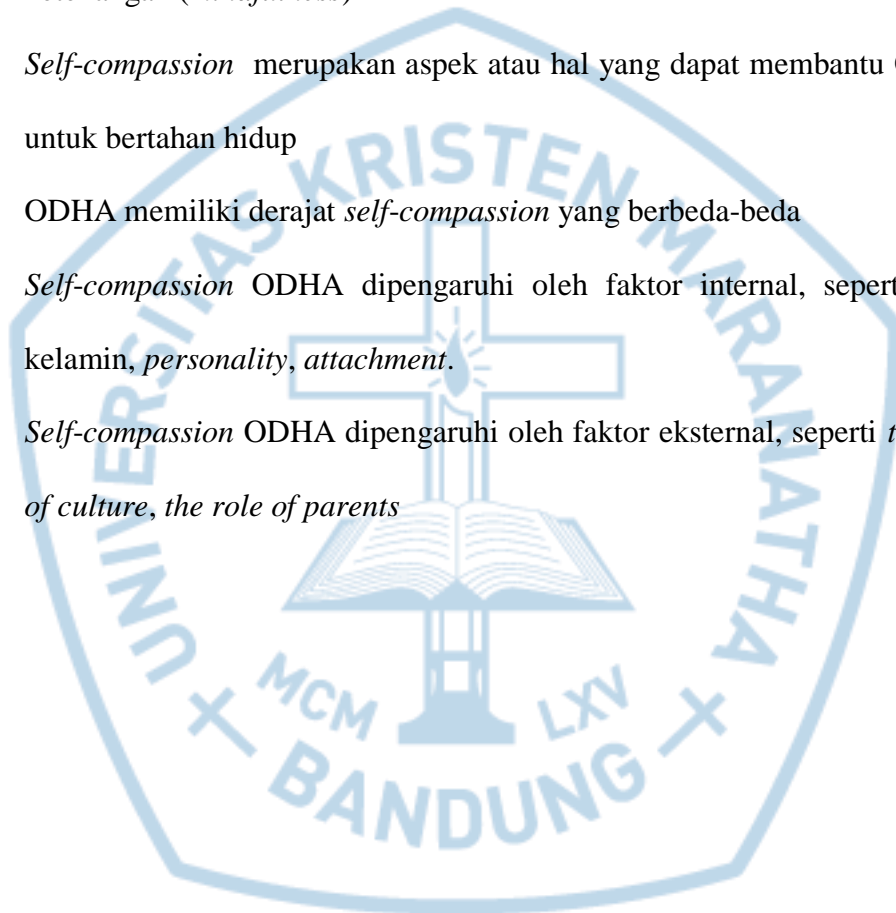 Self-compassion merupakan aspek atau hal yang dapat membantu
untuk bertahan hidup
ODHA memiliki derajat self-compassion yang berbeda-beda
Self-compassion ODHA dipengaruhi oleh faktor internal,
kelamin, personality, attachment.
Self-compassion ODHA dipengaruhi oleh faktor eksternal, seperti
of culture, the role of parents
UNIVERSITAS KRISTEN MARANATHA
MCM LXV
BANDUNG